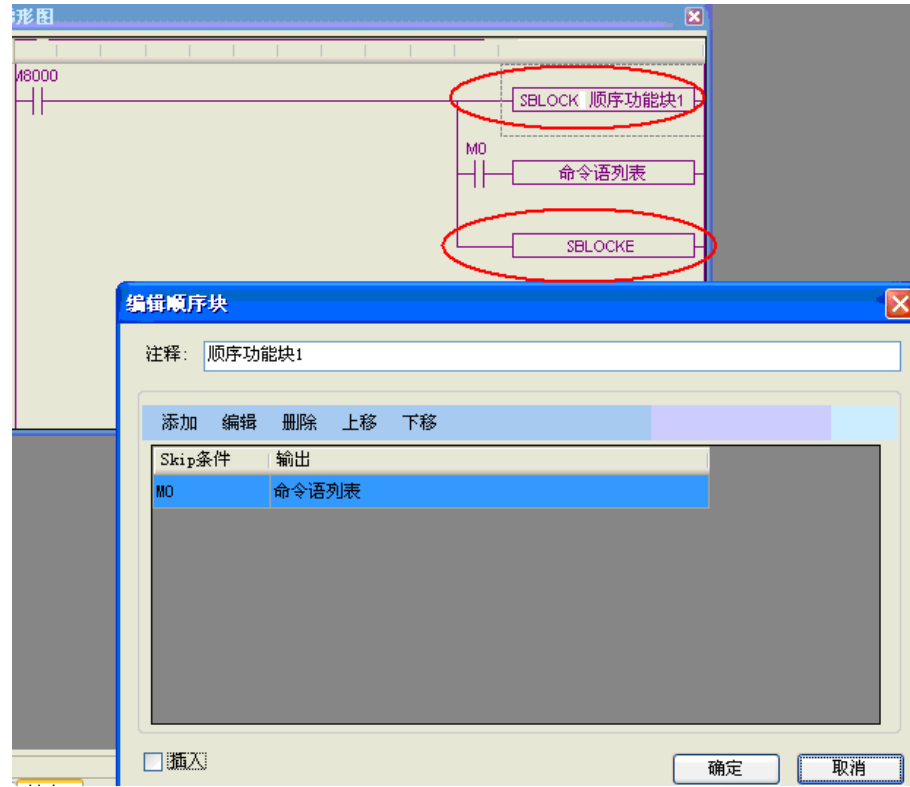 形图
M8000
SBLOCK 顺序功能块1
M0
命令语列表
SBLOCKE
编辑顺序块
注释: 顺序功能块1
添加 编辑 删除 上移 下移
Skip条件 输出
M0 命令语列表
插入
确定 取消